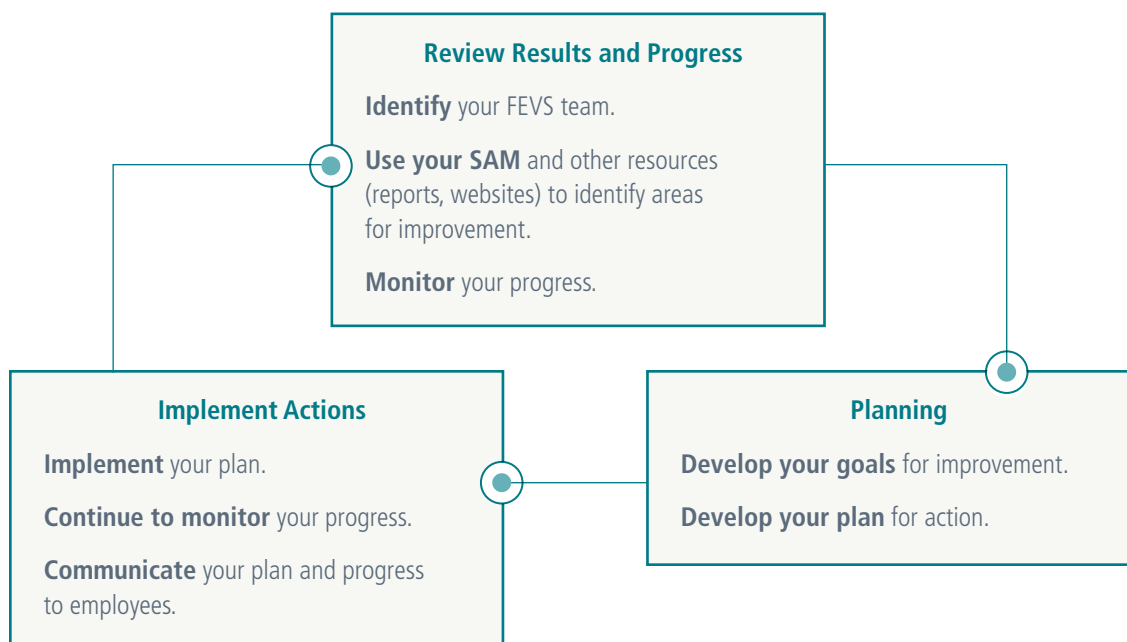 Review Results and Progress
Identify your FEVS team.
Use your SAM and other resources
(reports, websites) to identify areas
for improvement.
Monitor your progress.
Implement Actions
Implement your plan.
Continue to monitor your progress.
Communicate your plan and progress
to employees.
Planning
Develop your goals for improvement.
Develop your plan for action.